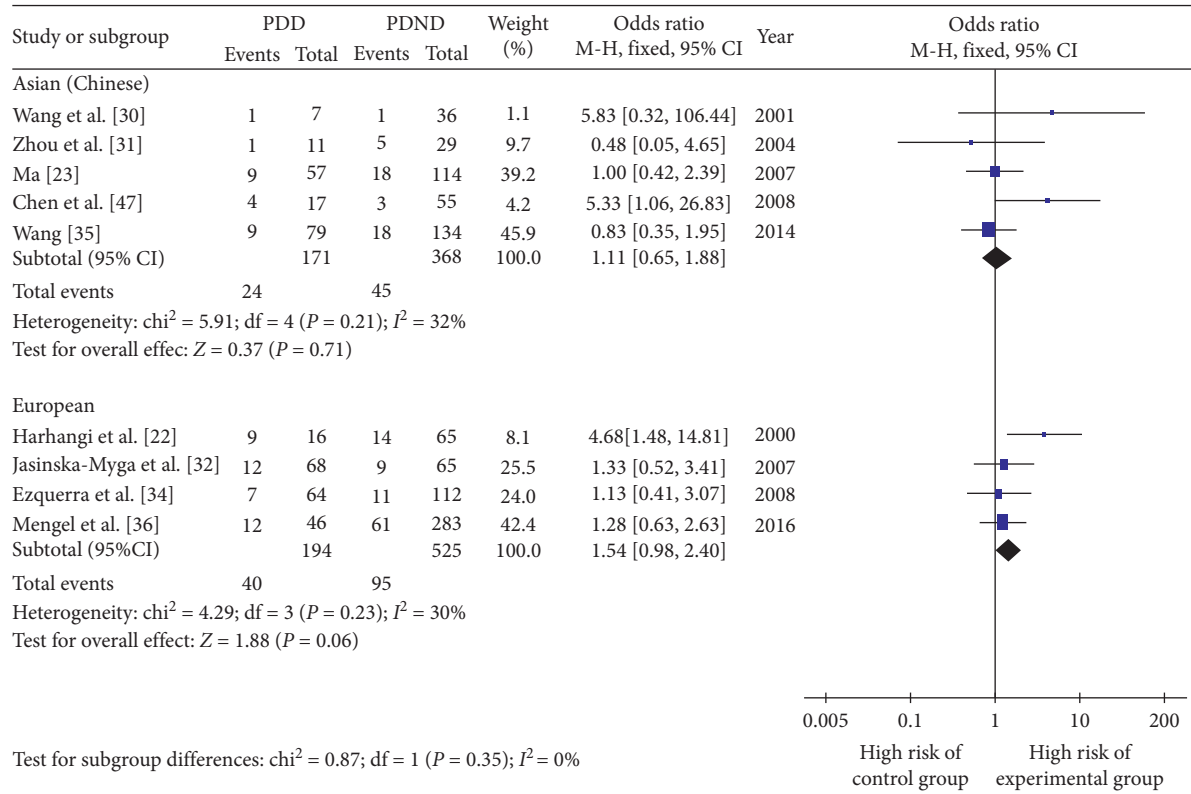 Study or subgroup PDD PDND Weight (%) Odds ratio M-H, fixed, 95% CI Year Odds ratio M-H, fixed, 95% CI
Events Total Events Total
Asian (Chinese)
Wang et al. [30] 1 7 1 36 1.1 5.83 [0.32, 106.44] 2001
Zhou et al. [31] 1 11 5 29 9.7 0.48 [0.05, 4.65] 2004
Ma [23] 9 57 18 114 39.2 1.00 [0.42, 2.39] 2007
Chen et al. [47] 4 17 3 55 4.2 5.33 [1.06, 26.83] 2008
Wang [35] 9 79 18 134 45.9 0.83 [0.35, 1.95] 2014
Subtotal (95% CI) 171 368 100.0 1.11 [0.65, 1.88]
Total events 24 45
Heterogeneity: chi² = 5.91; df = 4 (P = 0.21); I² = 32%
Test for overall effec: Z = 0.37 (P = 0.71)
European
Harhangi et al. [22] 9 16 14 65 8.1 4.68[1.48, 14.81] 2000
Jasinska-Myga et al. [32] 12 68 9 65 25.5 1.33 [0.52, 3.41] 2007
Ezquerra et al. [34] 7 64 11 112 24.0 1.13 [0.41, 3.07] 2008
Mengel et al. [36] 12 46 61 283 42.4 1.28 [0.63, 2.63] 2016
Subtotal (95%CI) 194 525 100.0 1.54 [0.98, 2.40]
Total events 40 95
Heterogeneity: chi² = 4.29; df = 3 (P = 0.23); I² = 30%
Test for overall effect: Z = 1.88 (P = 0.06)
0.005 0.1 1 10 200
High risk of control group High risk of experimental group
Test for subgroup differences: chi² = 0.87; df = 1 (P = 0.35); I² = 0%